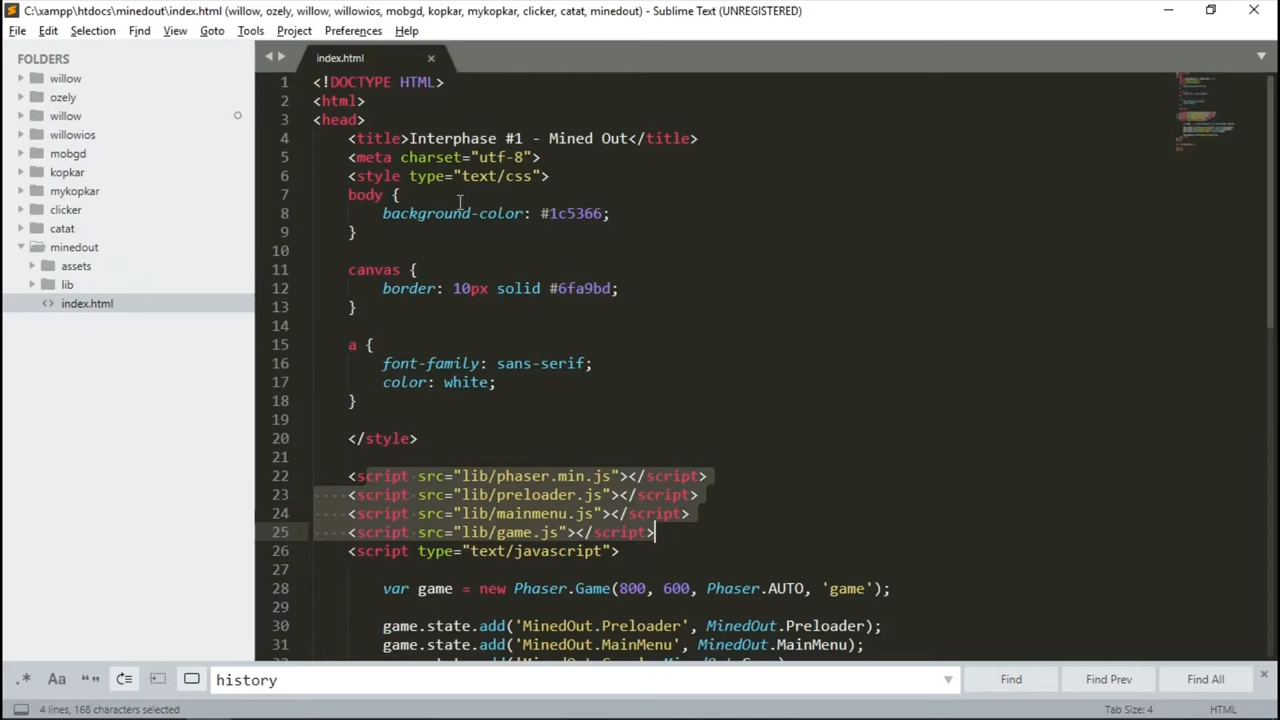 C:\xampp\htdocs\minedout\index.html (willow, ozely, willow, willowios, mobgd, kopkar, mykopkar, clicker, catat, minedout) - Sublime Text (UNREGISTERED)
File Edit Selection Find View Goto Tools Project Preferences Help
FOLDERS
willow
ozely
willow
willowios
mobgd
kopkar
mykopkar
clicker
catat
minedout
assets
lib
<> index.html
index.html
1 <!DOCTYPE HTML>
2 <html>
3 <head>
4 <title>Interphase #1 - Mined Out</title>
5 <meta charset="utf-8">
6 <style type="text/css">
7 body {
8 background-color: #1c5366;
9 }
10
11 canvas {
12 border: 10px solid #6fa9bd;
13 }
14
15 a {
16 font-family: sans-serif;
17 color: white;
18 }
19
20 </style>
21
22 <script src="lib/phaser.min.js"></script>
23 <script src="lib/preloader.js"></script>
24 <script src="lib/mainmenu.js"></script>
25 <script src="lib/game.js"></script>
26 <script type="text/javascript">
27
28 var game = new Phaser.Game(800, 600, Phaser.AUTO, 'game');
29
30 game.state.add('MinedOut.Preloader', MinedOut.Preloader);
31 game.state.add('MinedOut.MainMenu', MinedOut.MainMenu);
.* Aa “” history Find Find Prev Find All
4 lines, 168 characters selected Tab Size: 4 HTML